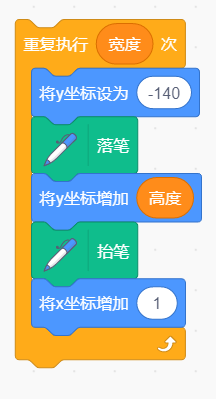 重复执行 宽度 次
将y坐标设为 -140
落笔
将y坐标增加 高度
抬笔
将x坐标增加 1